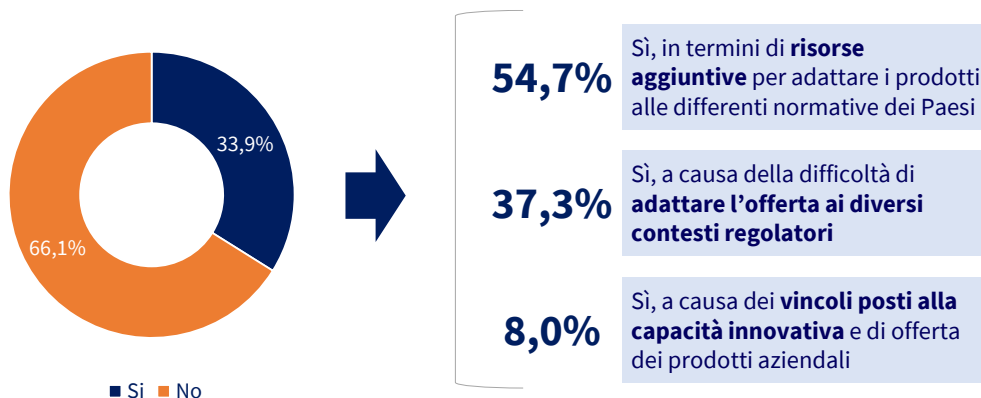 33,9%
66,1%
Si
No
54,7%
Sì, in termini di risorse
aggiuntive per adattare i prodotti
alle differenti normative dei Paesi
37,3%
Sì, a causa della difficoltà di
adattare l’offerta ai diversi
contesti regolatori
8,0%
Sì, a causa dei vincoli posti alla
capacità innovativa e di offerta
dei prodotti aziendali